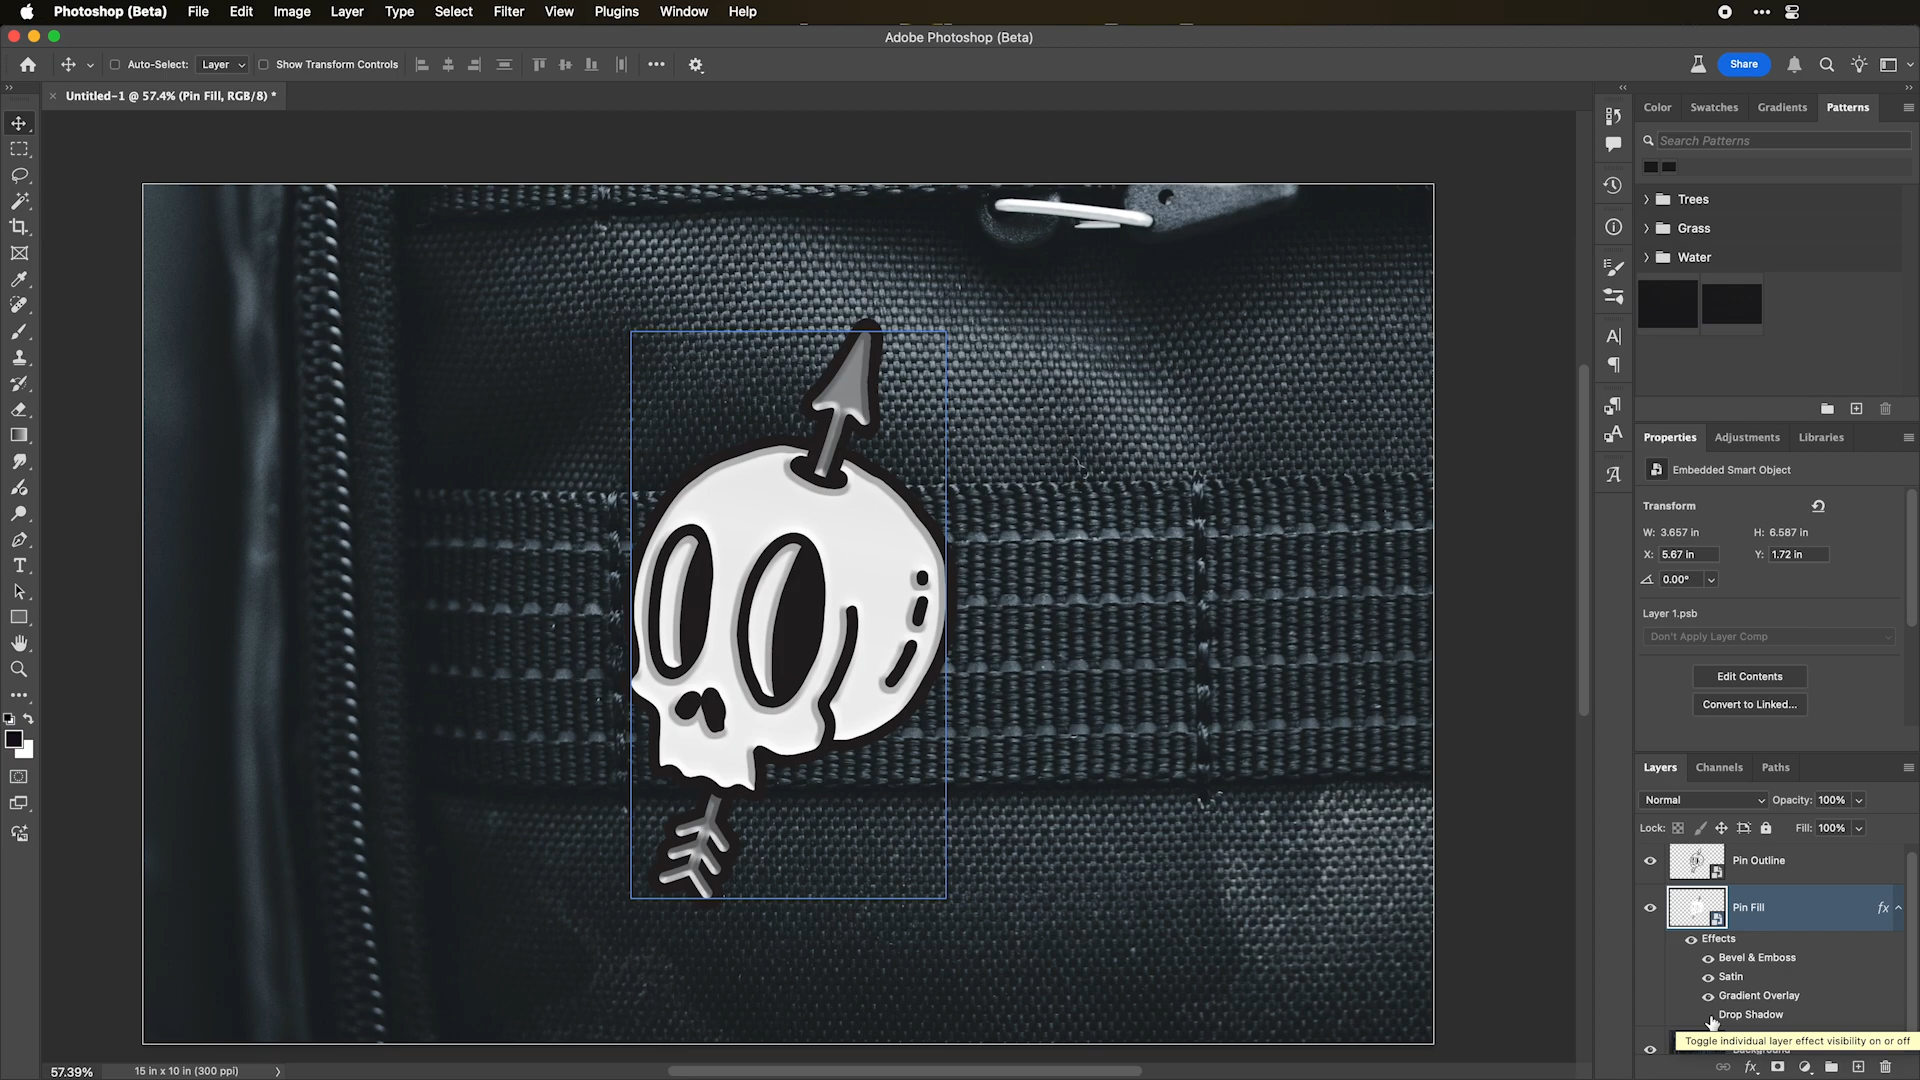 Photoshop (Beta) File Edit Image Layer Type Select Filter View Plugins Window Help
Adobe Photoshop (Beta)
Auto-Select: Layer Show Transform Controls Share
Untitled-1 @ 57.4% (Pin Fill, RGB/8) *
Color Swatches Gradients Patterns
Search Patterns
Trees
Grass
Water
Properties Adjustments Libraries
Embedded Smart Object
Transform
W: 3.657 in H: 6.587 in
X: 5.67 in Y: 1.72 in
0.00°
Layer 1.psb
Don't Apply Layer Comp
Edit Contents
Convert to Linked...
Layers Channels Paths
Normal Opacity: 100%
Lock: Fill: 100%
Pin Outline
Pin Fill fx
Effects
Bevel & Emboss
Satin
Gradient Overlay
Drop Shadow
Toggle individual layer effect visibility on or off
Background
57.39% 15 in x 10 in (300 ppi)